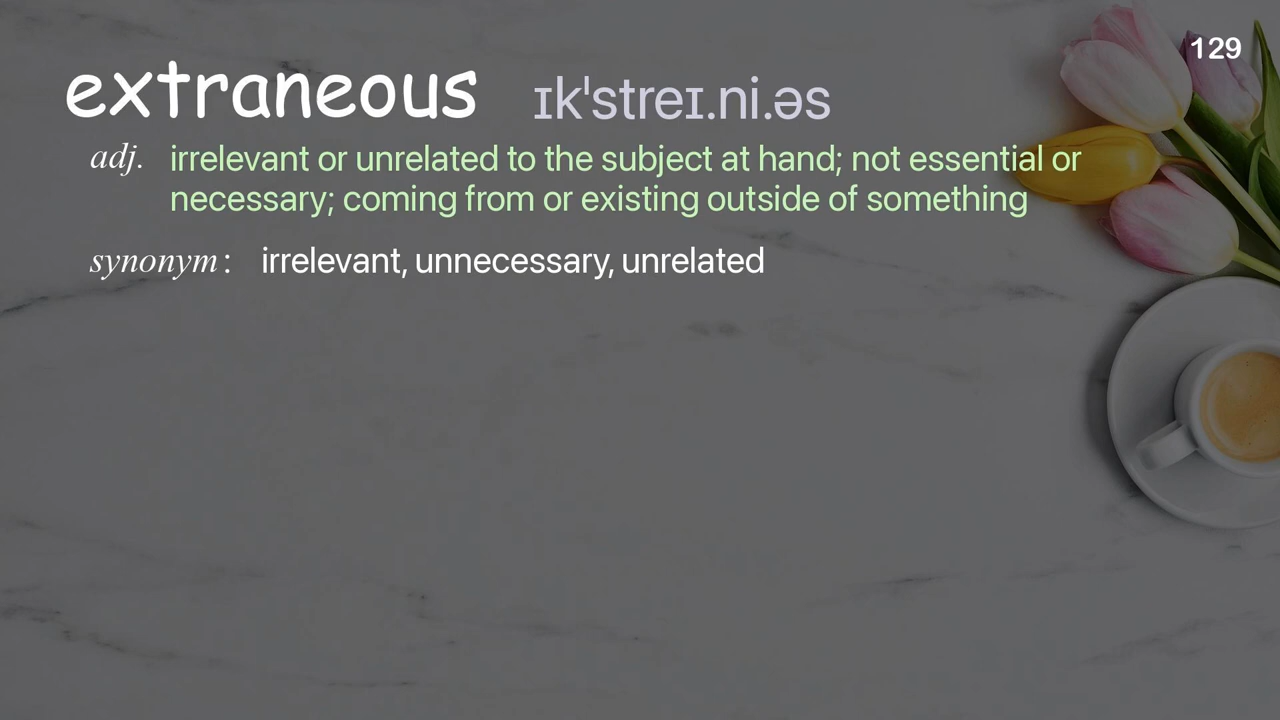 129
extraneous ɪkˈstreɪ.ni.əs
adj. irrelevant or unrelated to the subject at hand; not essential or
necessary; coming from or existing outside of something
synonym: irrelevant, unnecessary, unrelated